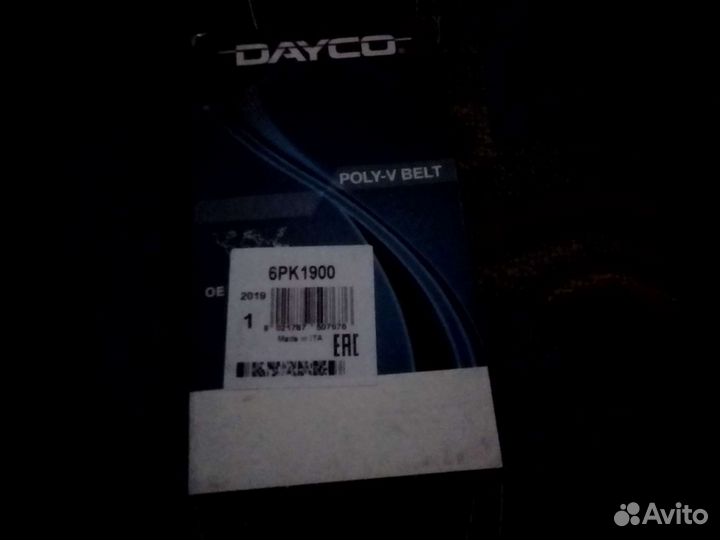 DAYCO
POLY-V BELT
6PK1900
OE
2019
1
Made in ITA
EAC
Avito